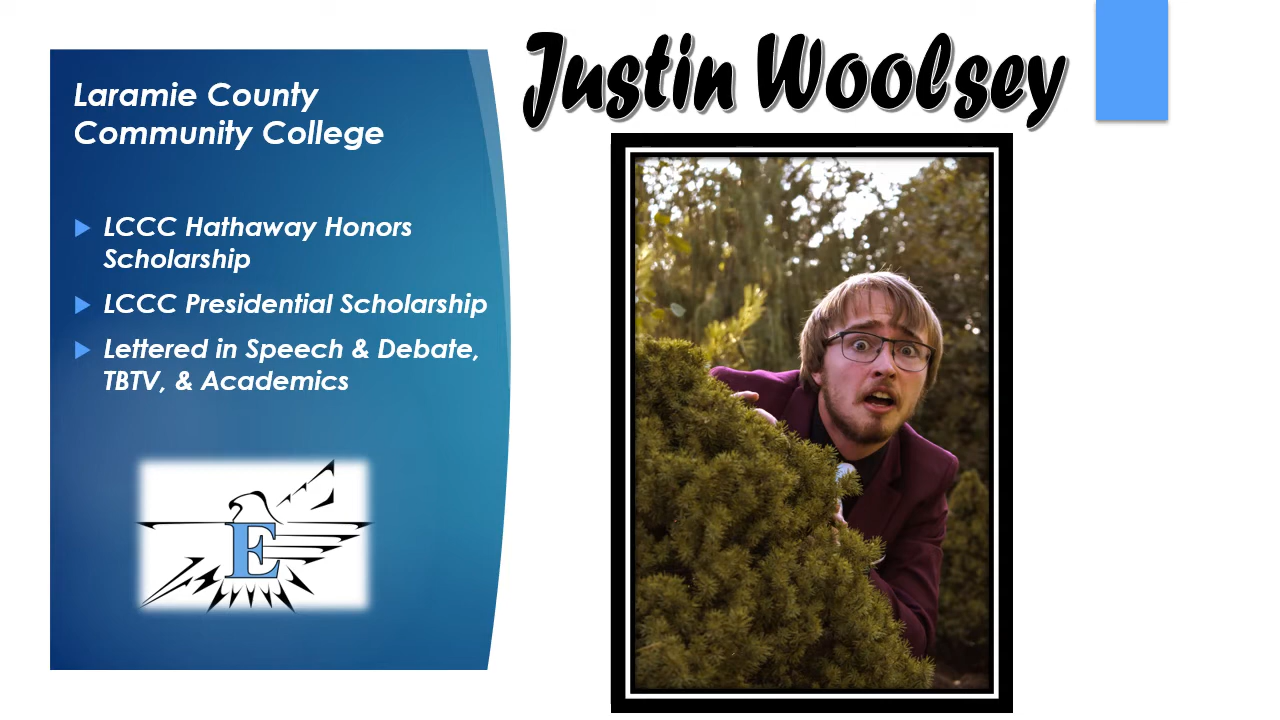 Justin Woolsey
Laramie County
Community College
LCCC Hathaway Honors
Scholarship
LCCC Presidential Scholarship
Lettered in Speech & Debate,
TBTV, & Academics
E